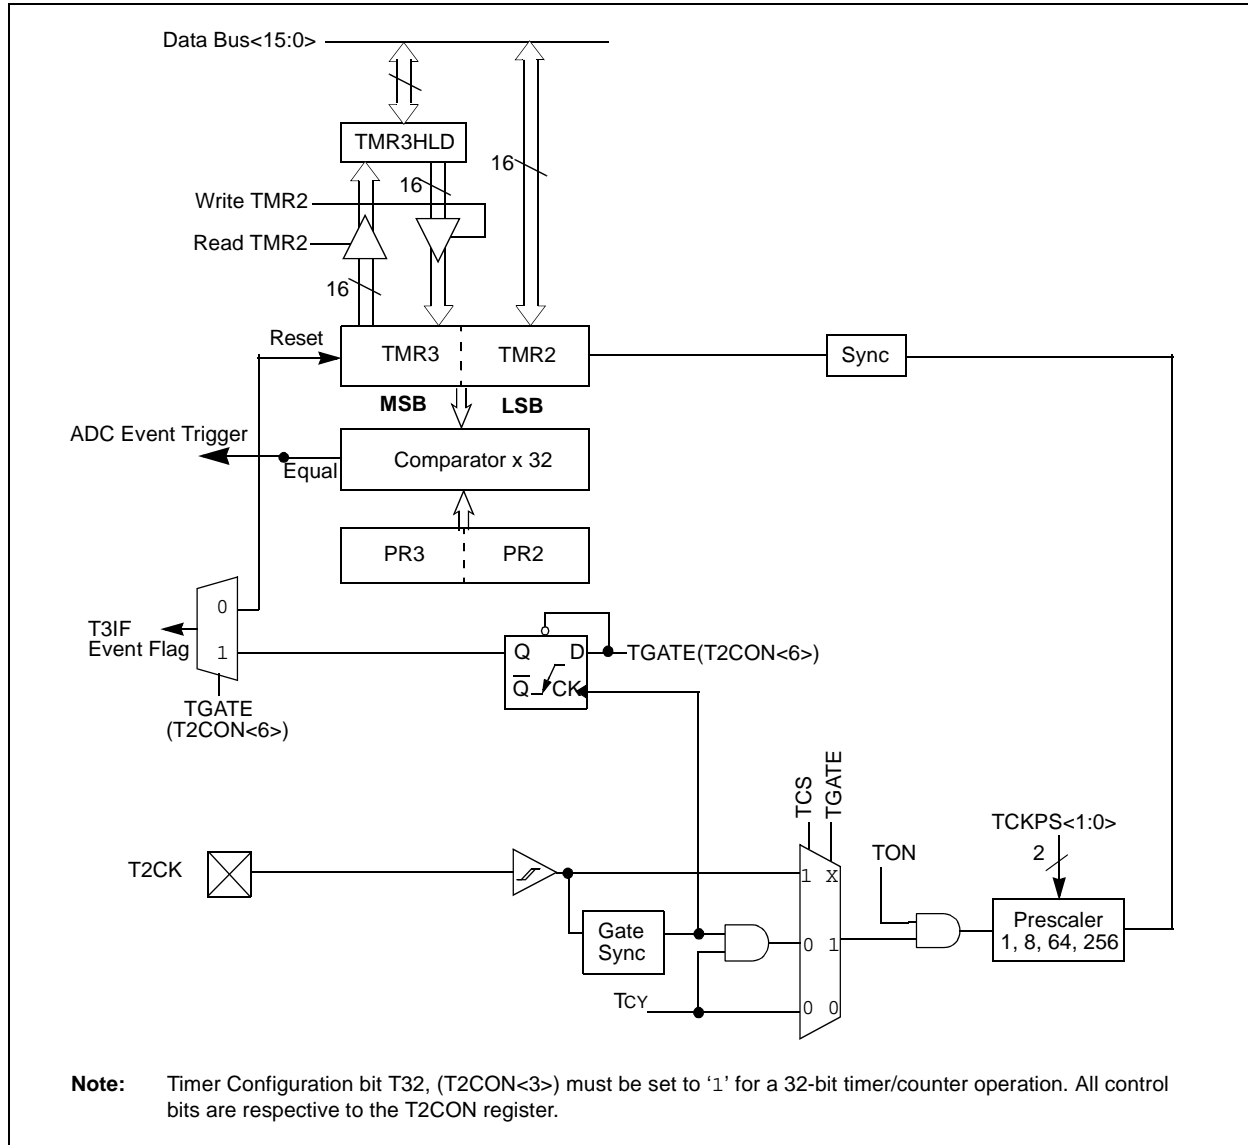 Data Bus<15:0>
TMR3HLD
16
16
Write TMR2
Read TMR2
16
Reset
TMR3
TMR2
Sync
MSB
LSB
ADC Event Trigger
Equal
Comparator x 32
PR3
PR2
0
T3IF
Event Flag
1
Q
D
TGATE(T2CON<6>)
Q
CK
TGATE
(T2CON<6>)
TCS
TGATE
TCKPS<1:0>
2
TON
T2CK
1 X
Prescaler
1, 8, 64, 256
Gate
Sync
0 1
TCY
0 0
Note: Timer Configuration bit T32, (T2CON<3>) must be set to ‘1’ for a 32-bit timer/counter operation. All control
bits are respective to the T2CON register.